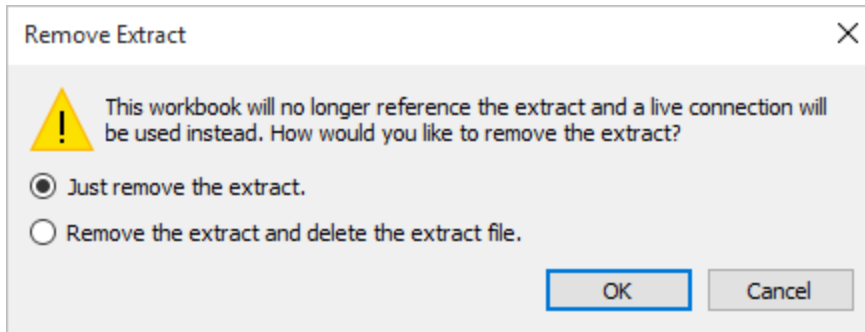 Remove Extract
This workbook will no longer reference the extract and a live connection will
be used instead. How would you like to remove the extract?
Just remove the extract.
Remove the extract and delete the extract file.
OK
Cancel